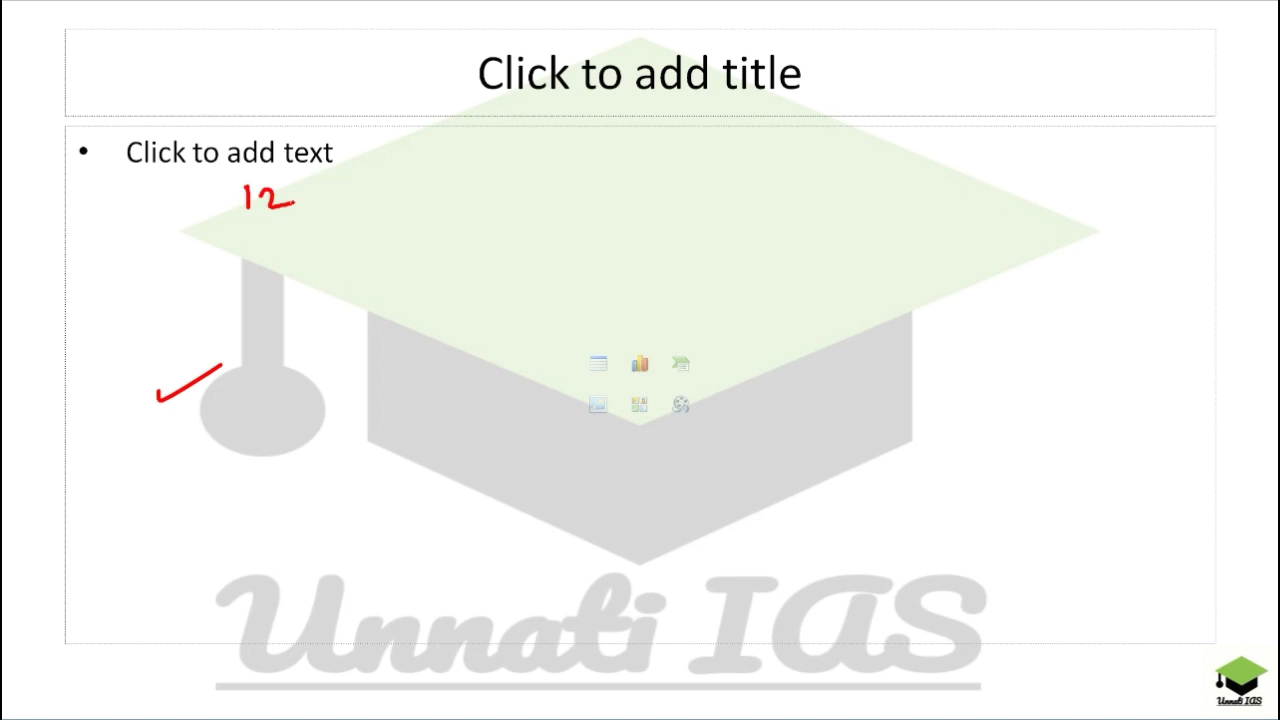 Click to add title
• Click to add text
12
Unnati IAS
Unnati IAS